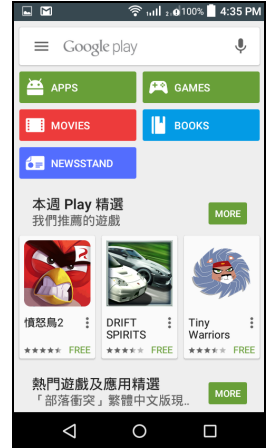 100% 4:35 PM
Google play
APPS
GAMES
MOVIES
BOOKS
NEWSSTAND
本週 Play 精選
我們推薦的遊戲
MORE
憤怒鳥2
FREE
DRIFT
SPIRITS
FREE
Tiny
Warriors
FREE
熱門遊戲及應用精選
「部落衝突」繁體中文版現..
MORE